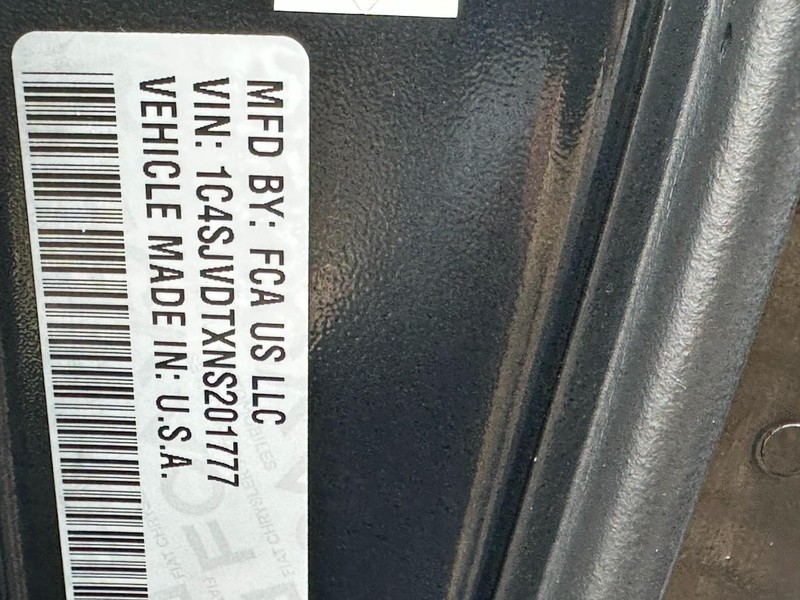 MFD BY: FCA US LLC
VIN: 1C4SJVDTXNS201777
VEHICLE MADE IN: U.S.A.